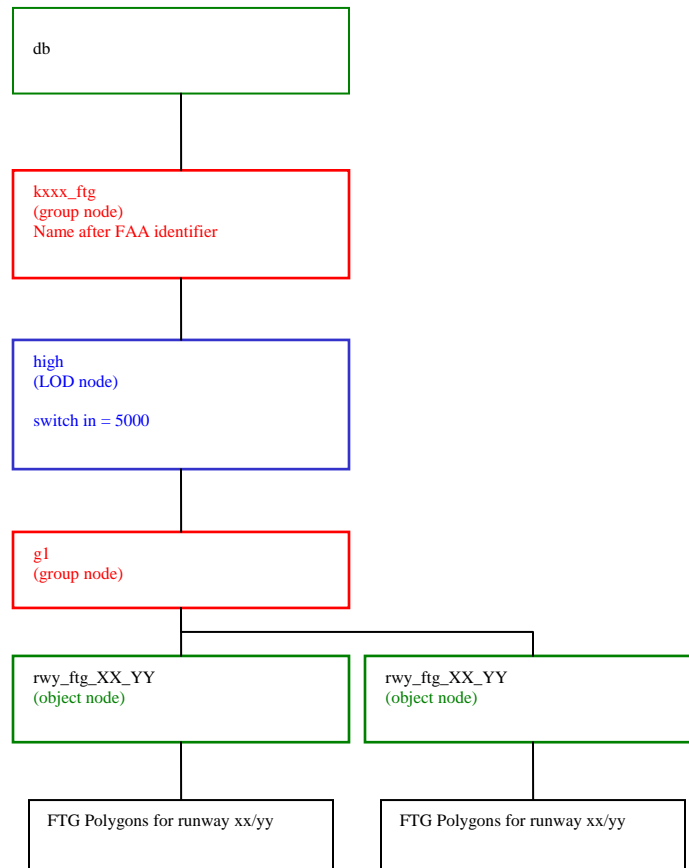 db
kxxx_ftg
(group node)
Name after FAA identifier
high
(LOD node)
switch in = 5000
g1
(group node)
rwy_ftg_XX_YY
(object node)
rwy_ftg_XX_YY
(object node)
FTG Polygons for runway xx/yy
FTG Polygons for runway xx/yy